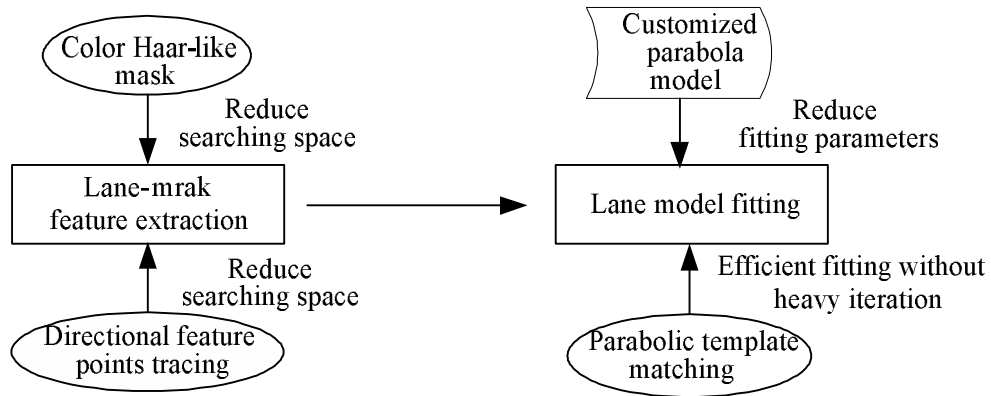 Color Haar-like
mask
Reduce
searching space
Lane-mrak
feature extraction
Reduce
searching space
Directional feature
points tracing
Customized
parabola
model
Reduce
fitting parameters
Lane model fitting
Efficient fitting without
heavy iteration
Parabolic template
matching